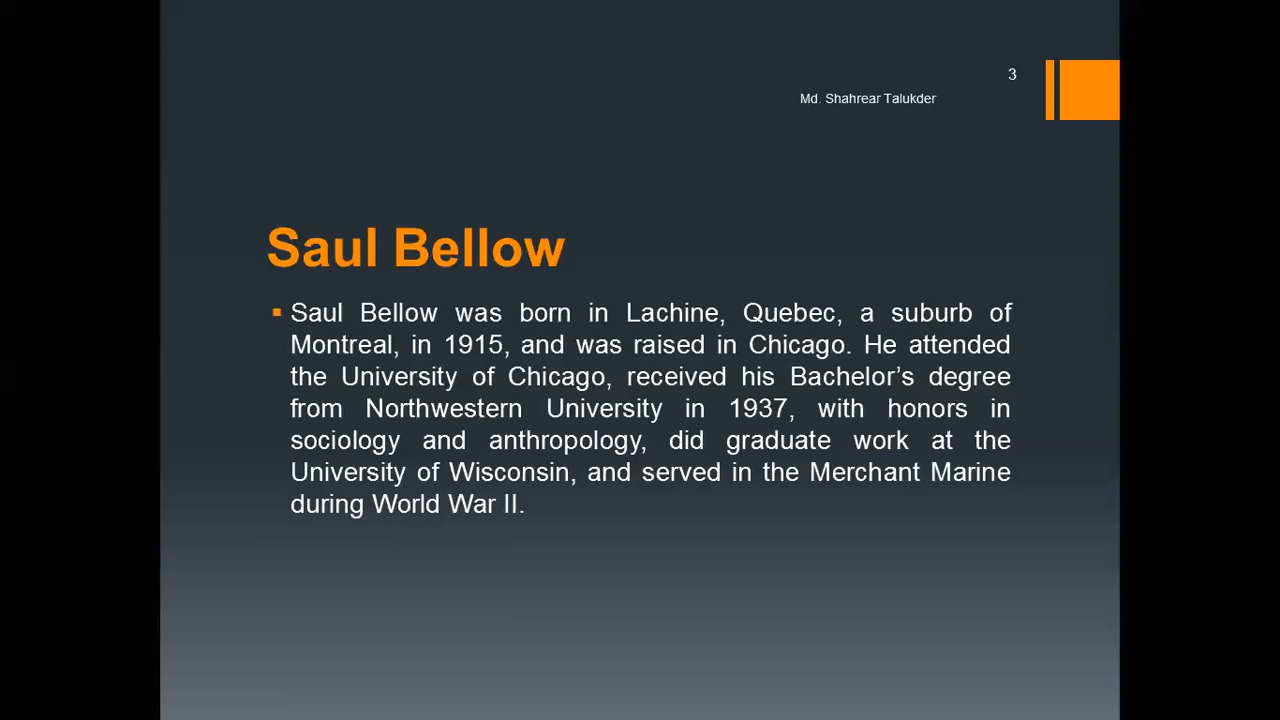 3
Md. Shahrear Talukder
Saul Bellow
Saul Bellow was born in Lachine, Quebec, a suburb of
Montreal, in 1915, and was raised in Chicago. He attended
the University of Chicago, received his Bachelor’s degree
from Northwestern University in 1937, with honors in
sociology and anthropology, did graduate work at the
University of Wisconsin, and served in the Merchant Marine
during World War II.